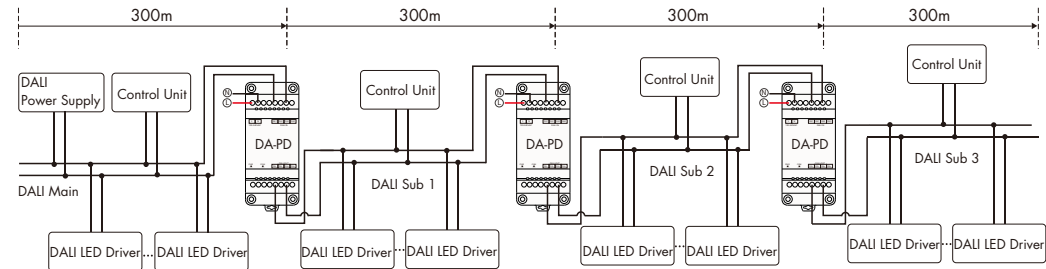 300m
300m
300m
300m
DALI
Power Supply
Control Unit
Control Unit
Control Unit
Control Unit
N
L
N
L
N
L
DA-PD
DA-PD
DA-PD
DALI Main
DALI Sub 1
DALI Sub 2
DALI Sub 3
DALI LED Driver
...
DALI LED Driver
DALI LED Driver
...
DALI LED Driver
DALI LED Driver
...
DALI LED Driver
DALI LED Driver
...
DALI LED Driver